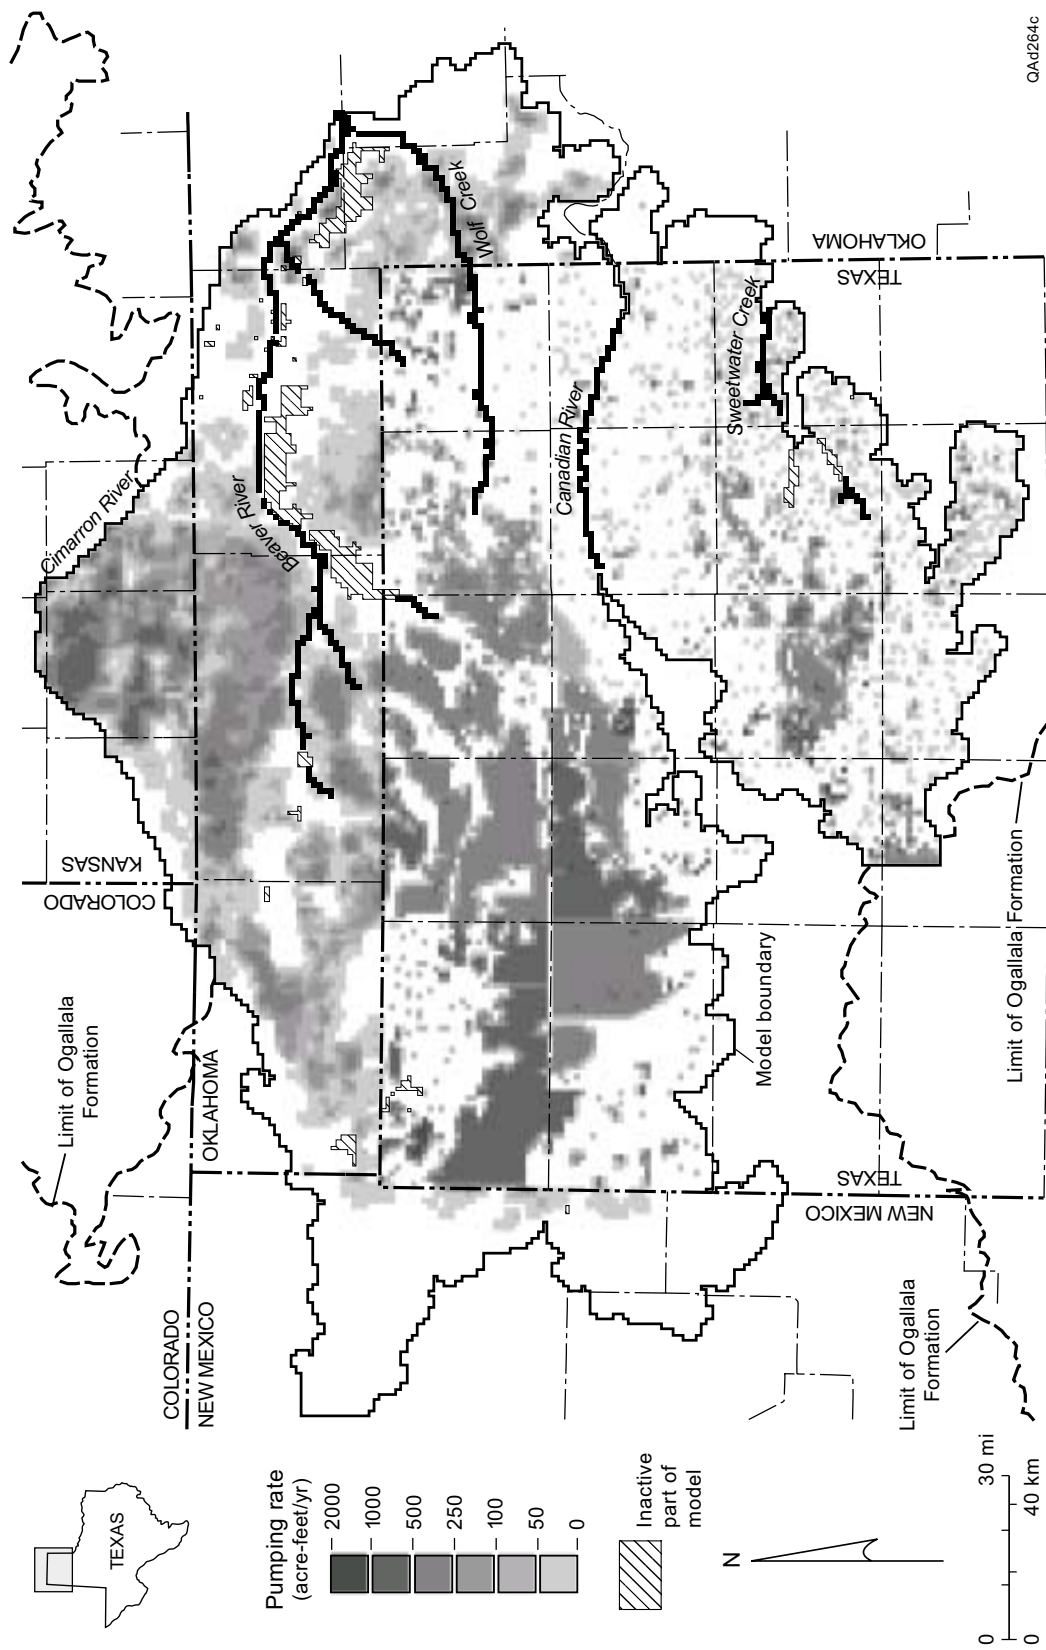 TEXAS
Pumping rate
(acre-feet/yr)
2000
1000
500
250
100
50
0
Inactive
part of
model
N
0
30 mi
0
40 km
COLORADO
NEW MEXICO
Limit of Ogallala
Formation
OKLAHOMA
COLORADO
KANSAS
Cimarron River
Beaver River
Wolf Creek
Canadian River
Sweetwater Creek
OKLAHOMA
TEXAS
Model boundary
TEXAS
NEW MEXICO
Limit of Ogallala
Formation
Limit of Ogallala Formation
QAd264c